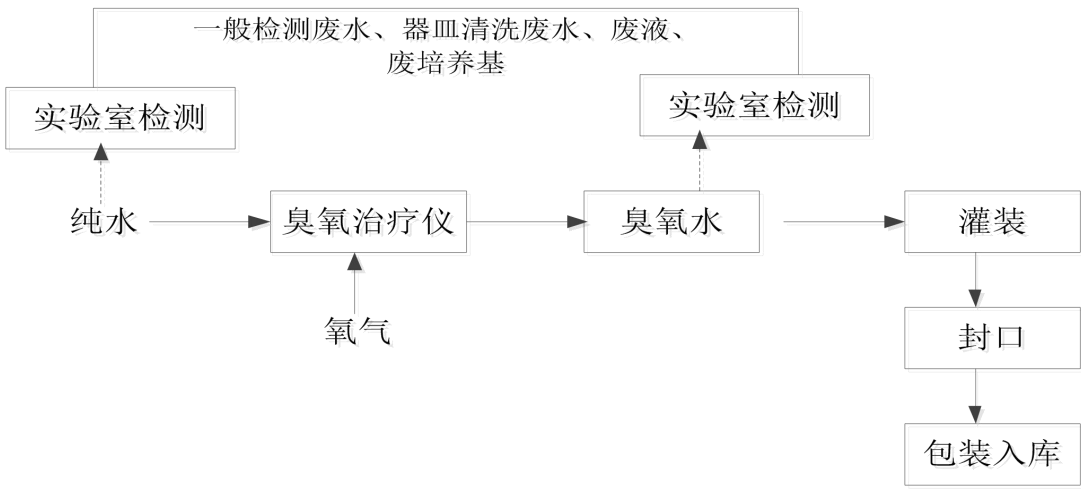 一般检测废水、器皿清洗废水、废液、
废培养基
实验室检测
实验室检测
纯水
臭氧治疗仪
臭氧水
灌装
氧气
封口
包装入库